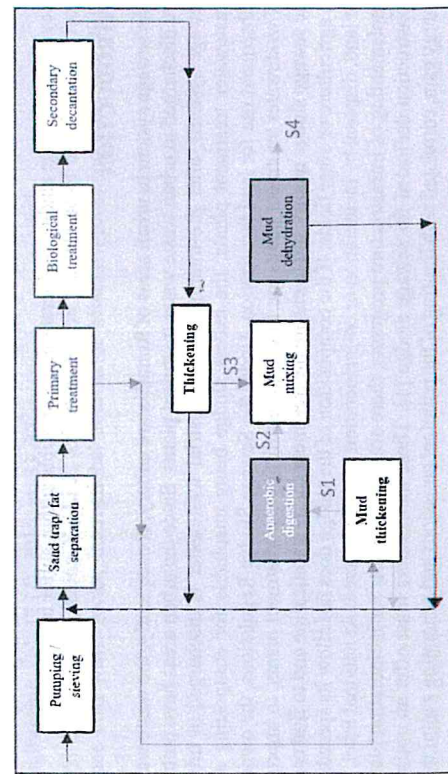 Pumping /
sieving
Sand trap/ fat
separation
Primary
treatment
Biological
treatment
Secondary
decantation
Thickening
S3
Anaerobic
digestion
S2
Mud
mixing
Mud
dehydration
S4
S1
Mud
thickening